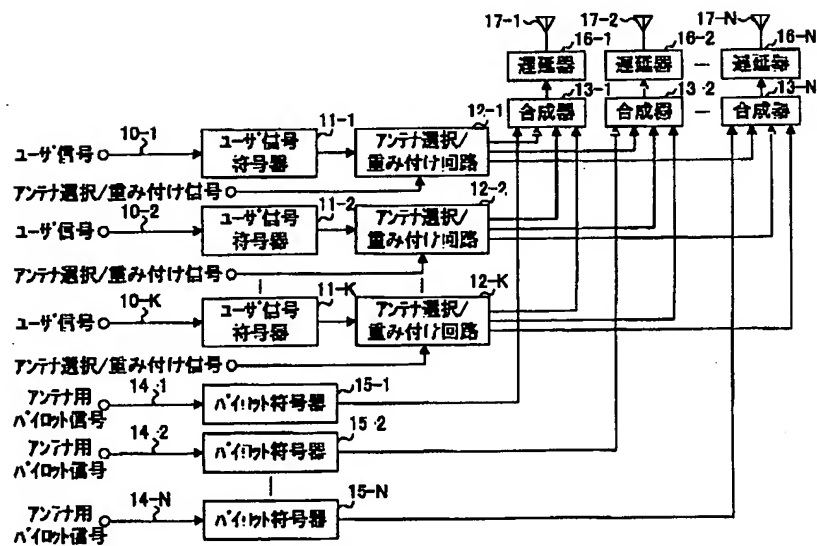 17-1 17-2 17-N
16-1 16-2 16-N
遅延器 遅延器 遅延器
13-1 13-2 13-N
合成器 合成器 合成器
10-1 11-1 12-1
ユーザ信号 ユーザ信号符号器 アンテナ選択/重み付け回路
アンテナ選択/重み付け信号
10-2 11-2 12-2
ユーザ信号 ユーザ信号符号器 アンテナ選択/重み付け回路
アンテナ選択/重み付け信号
10-K 11-K 12-K
ユーザ信号 ユーザ信号符号器 アンテナ選択/重み付け回路
アンテナ選択/重み付け信号
14-1 15-1
アンテナ用パイロット信号 パイロット符号器
14-2 15-2
アンテナ用パイロット信号 パイロット符号器
14-N 15-N
アンテナ用パイロット信号 パイロット符号器